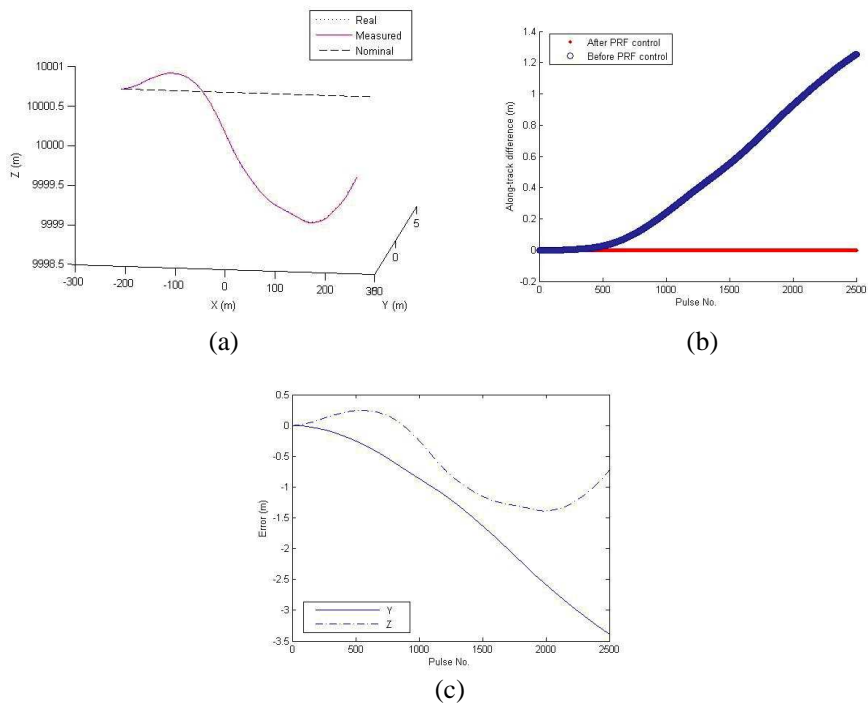 Real
Measured
Nominal
10001
10000.5
10000
9999.5
9999
9998.5
Z (m)
-300
-200
-100
0
100
200
300
X (m)
0
5
Y (m)
(a)
After PRF control
Before PRF control
1.4
1.2
1
0.8
0.6
0.4
0.2
0
-0.2
Along-track difference (m)
0
500
1000
1500
2000
2500
Pulse No.
(b)
0.5
0
-0.5
-1
-1.5
-2
-2.5
-3
-3.5
Error (m)
Y
Z
0
500
1000
1500
2000
2500
Pulse No.
(c)